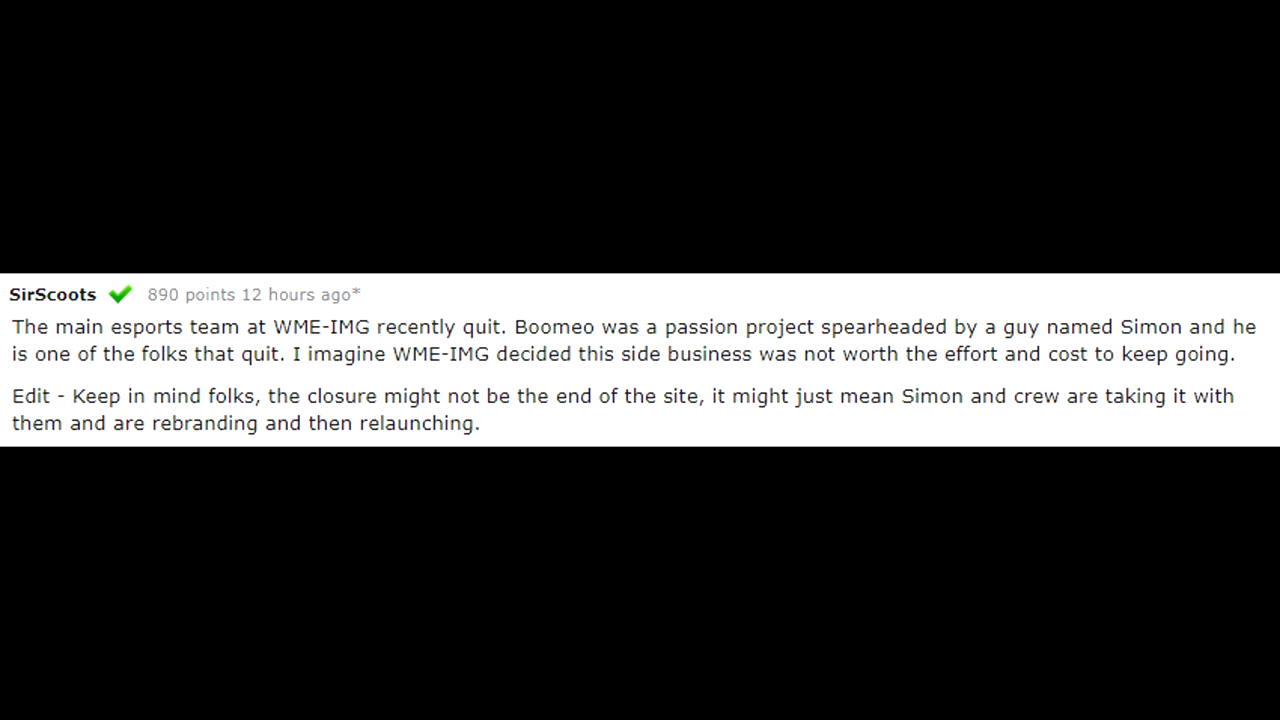 SirScoots 890 points 12 hours ago*
The main esports team at WME-IMG recently quit. Boomeo was a passion project spearheaded by a guy named Simon and he
is one of the folks that quit. I imagine WME-IMG decided this side business was not worth the effort and cost to keep going.
Edit - Keep in mind folks, the closure might not be the end of the site, it might just mean Simon and crew are taking it with
them and are rebranding and then relaunching.